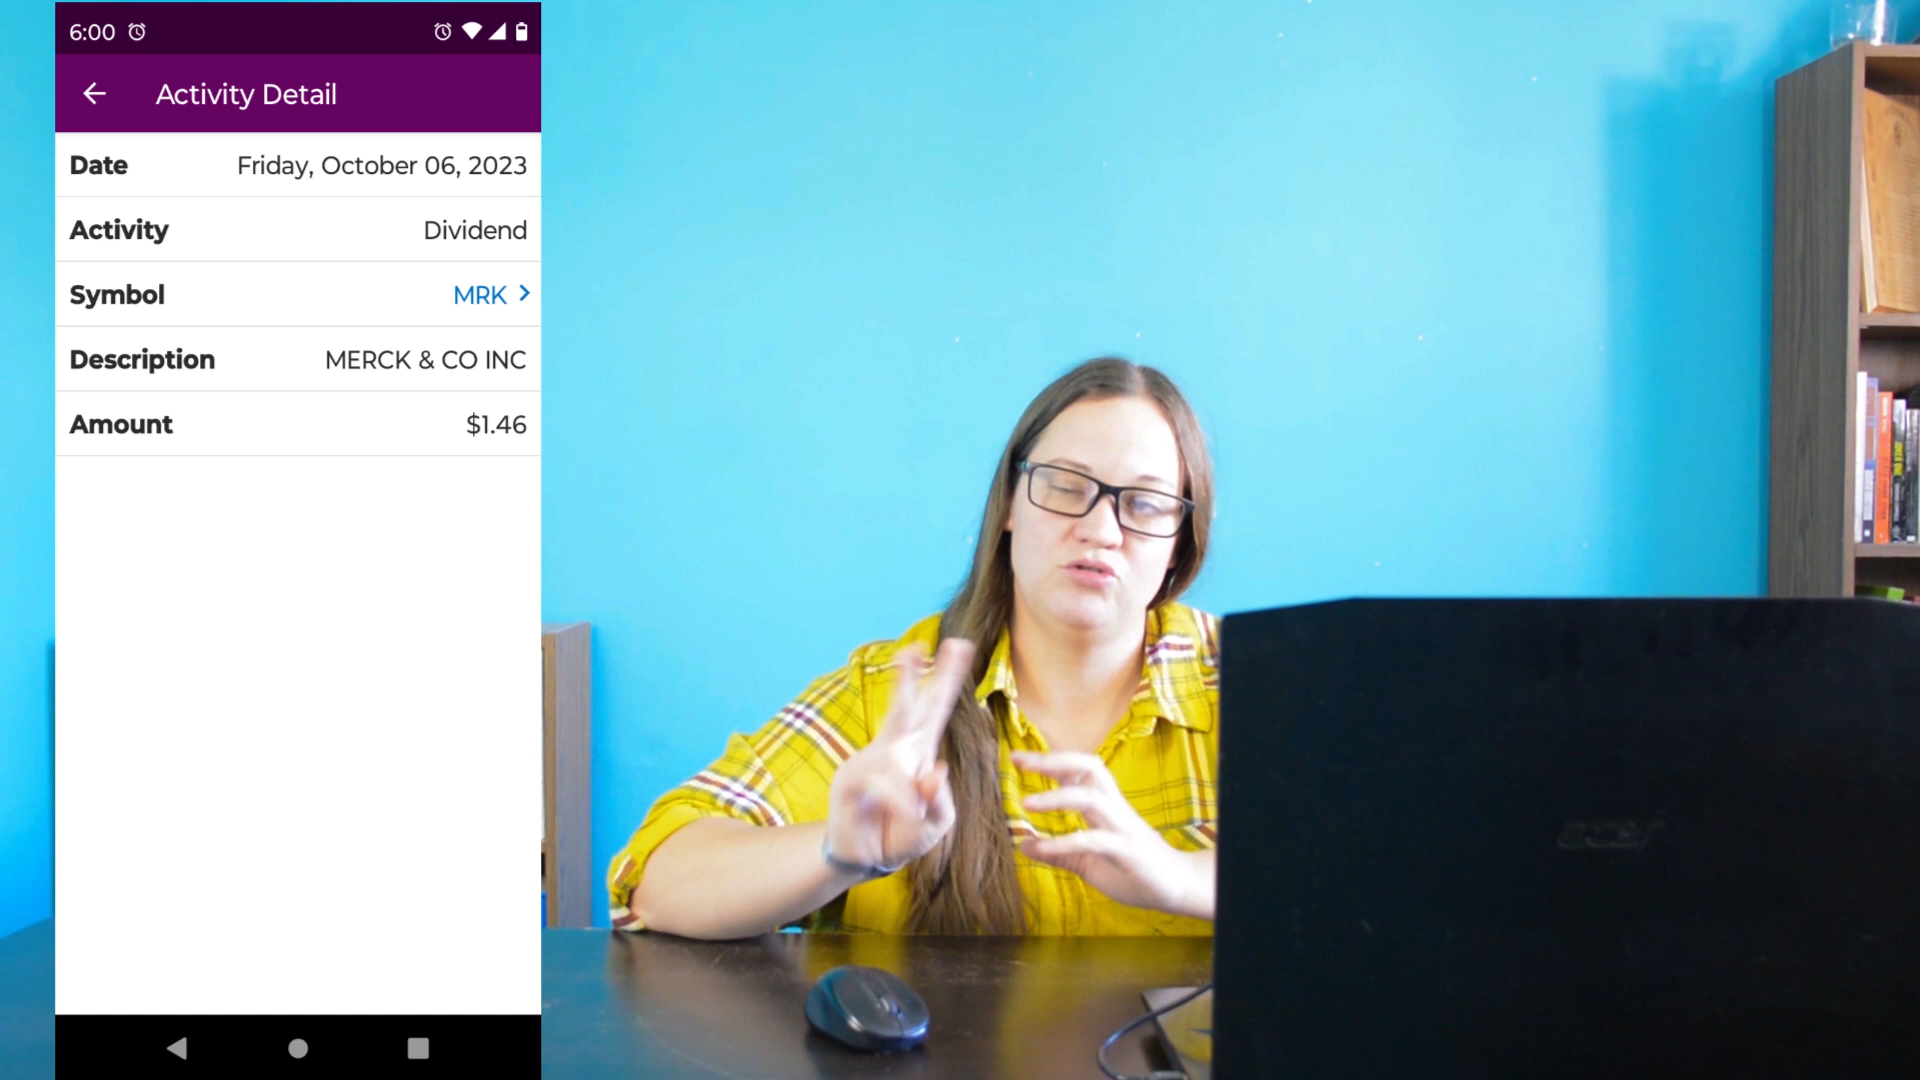 6:00
Activity Detail
Date Friday, October 06, 2023
Activity Dividend
Symbol MRK
Description MERCK & CO INC
Amount $1.46
acer